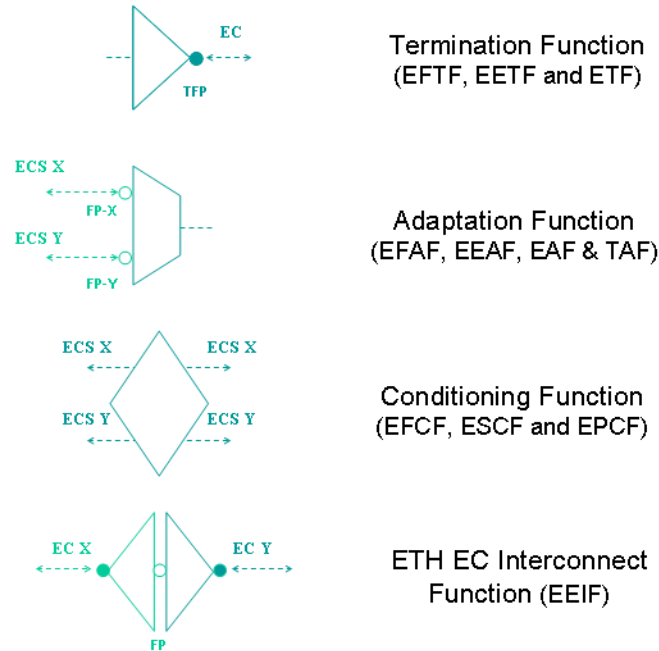 EC
TFP
Termination Function
(EFTF, EETF and ETF)
ECS X
FP-X
ECS Y
FP-Y
Adaptation Function
(EFAF, EEAF, EAF & TAF)
ECS X ECS X
ECS Y ECS Y
Conditioning Function
(EFCF, ESCF and EPCF)
EC X EC Y
FP
ETH EC Interconnect
Function (EEIF)